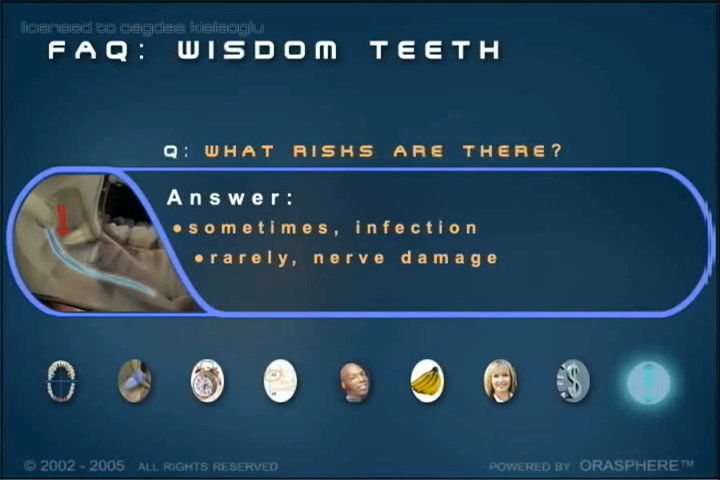 licensed to cagdas kislaoglu
FAQ: WISDOM TEETH
Q: WHAT RISKS ARE THERE?
Answer:
•sometimes, infection
•rarely, nerve damage
© 2002 - 2005 ALL RIGHTS RESERVED
POWERED BY ORASPHERE™